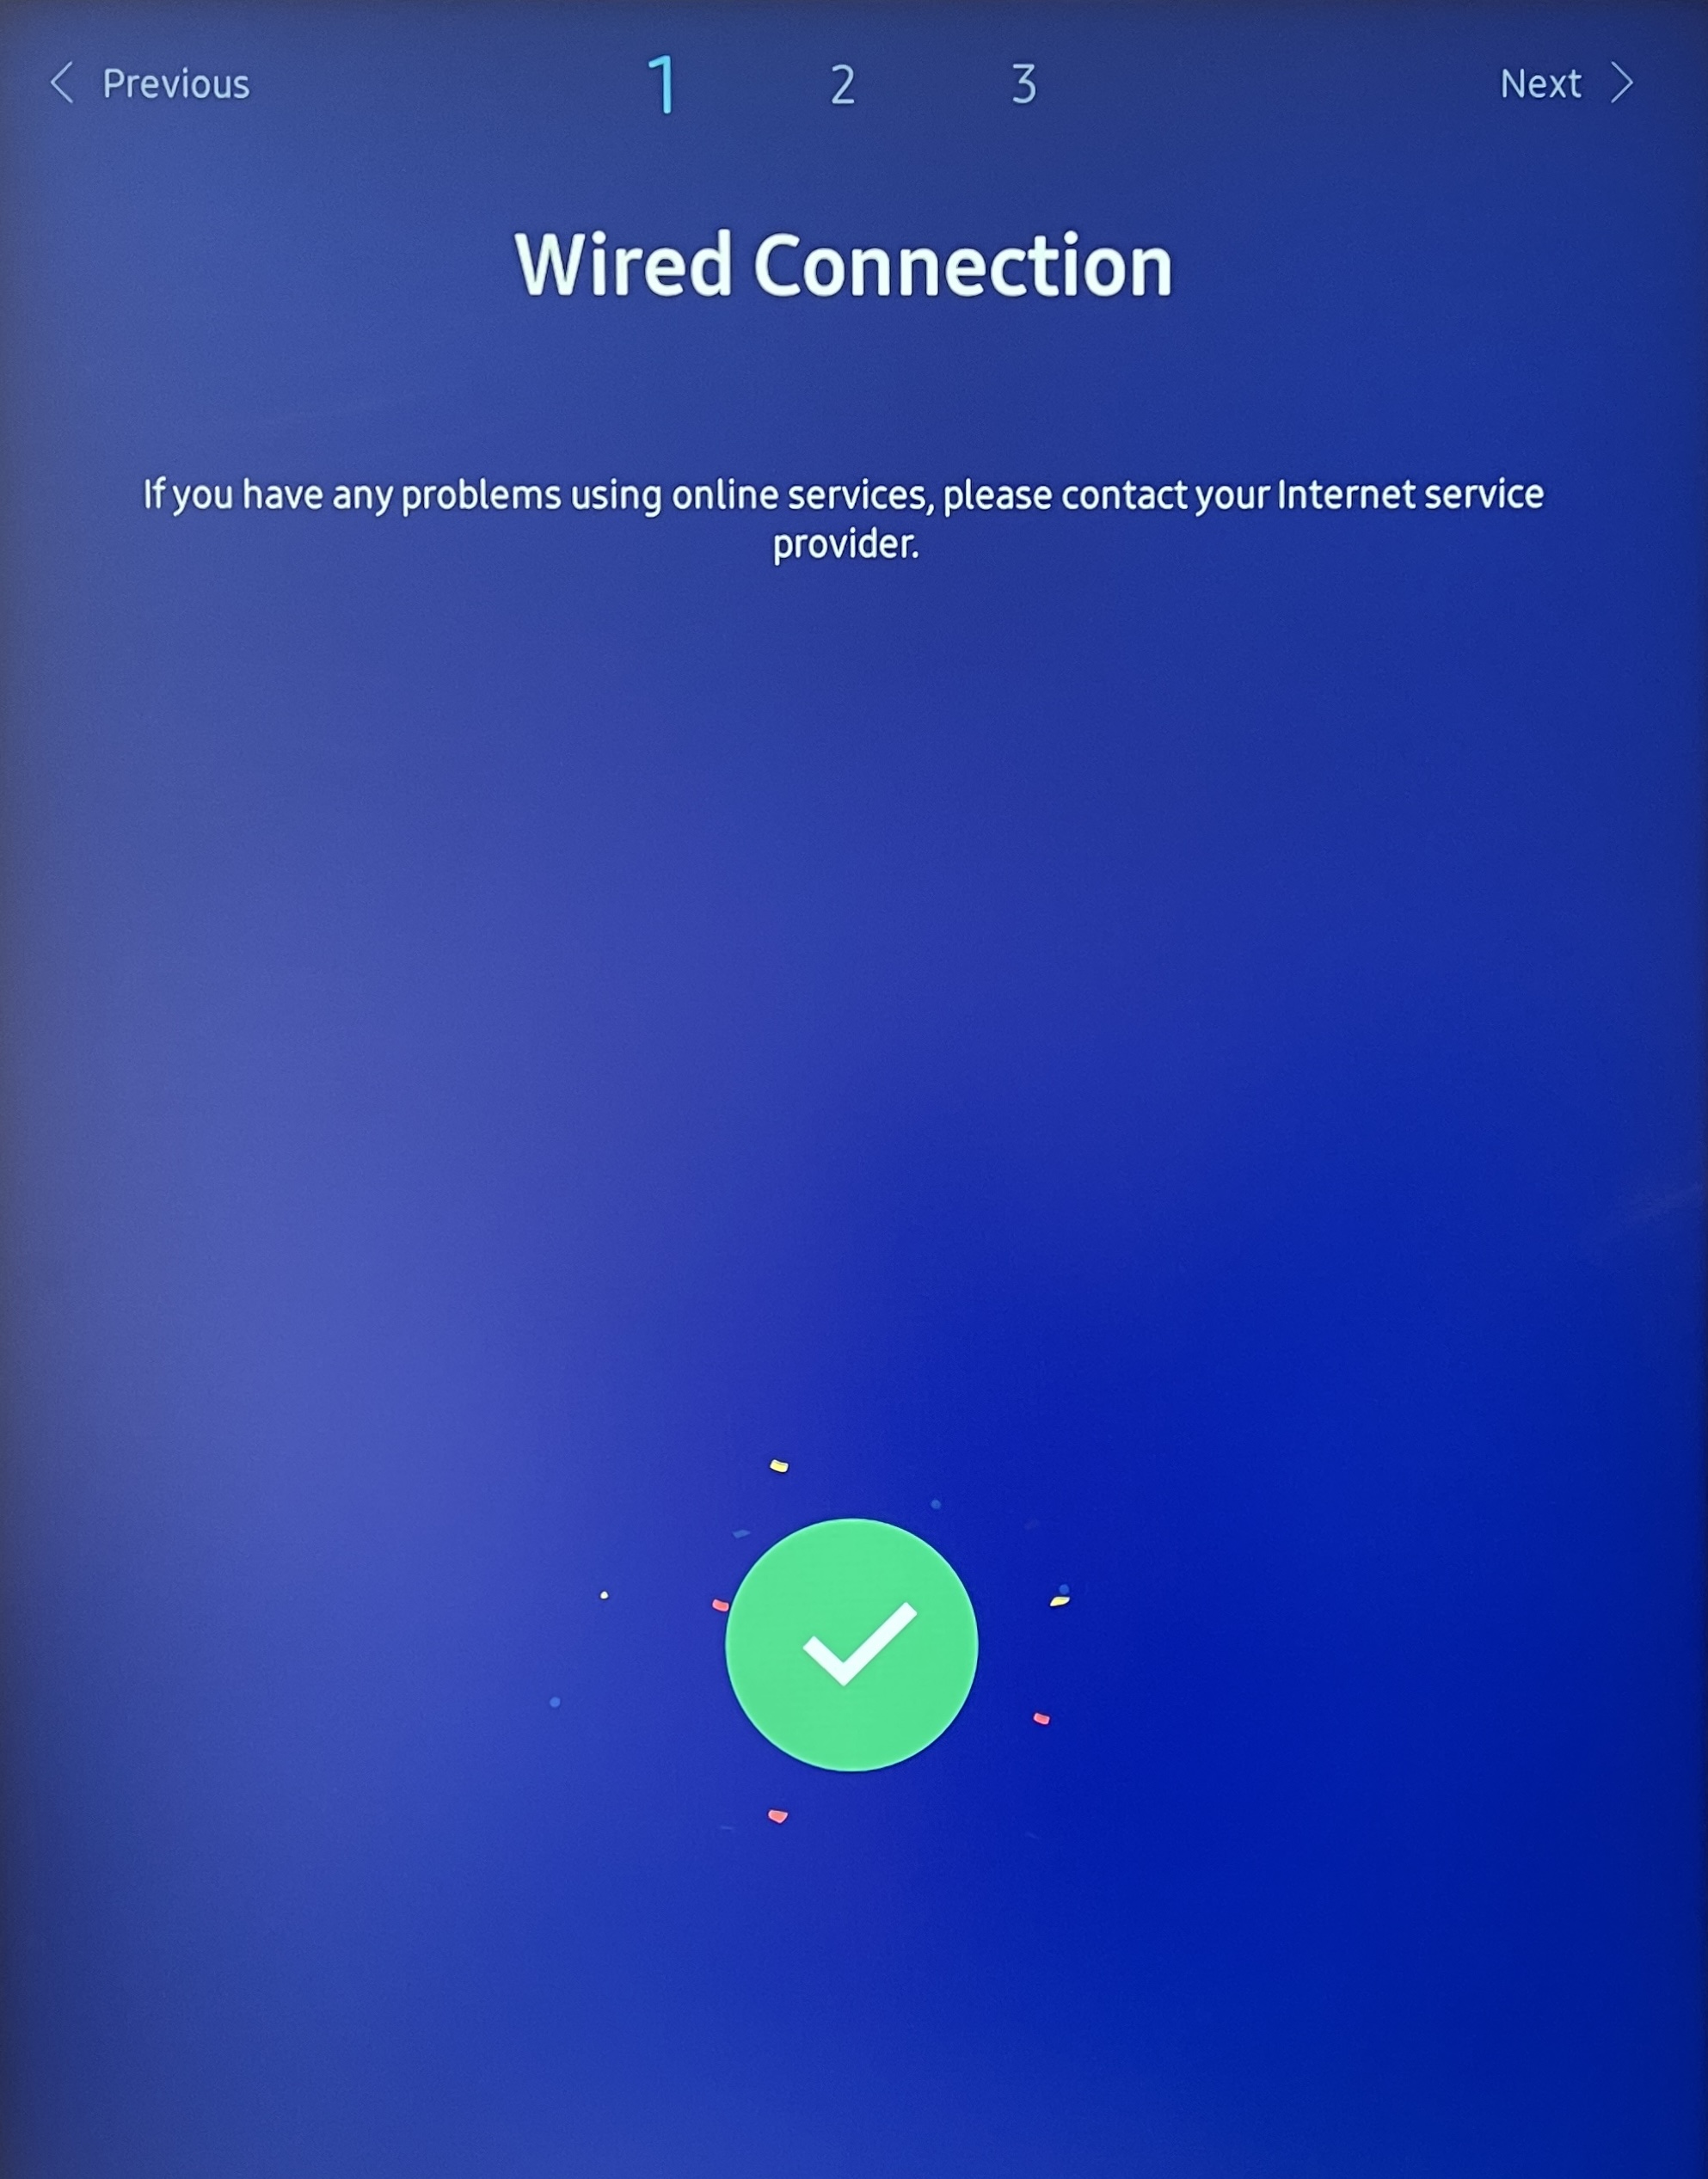 Previous
1
2
3
Next
Wired Connection
If you have any problems using online services, please contact your Internet service
provider.